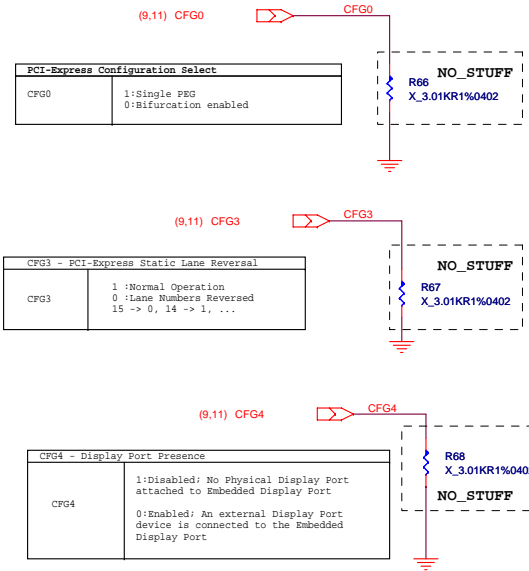 (9,11) CFG0
CFG0
NO_STUFF
R66
X_3.01KR1%0402
PCI-Express Configuration Select
CFG0
1:Single PEG
0:Bifurcation enabled
(9,11) CFG3
CFG3
NO_STUFF
R67
X_3.01KR1%0402
CFG3 - PCI-Express Static Lane Reversal
CFG3
1 :Normal Operation
0 :Lane Numbers Reversed
15 -> 0, 14 -> 1, ...
(9,11) CFG4
CFG4
R68
X_3.01KR1%0402
NO_STUFF
CFG4 - Display Port Presence
CFG4
1:Disabled; No Physical Display Port
attached to Embedded Display Port
0:Enabled; An external Display Port
device is connected to the Embedded
Display Port